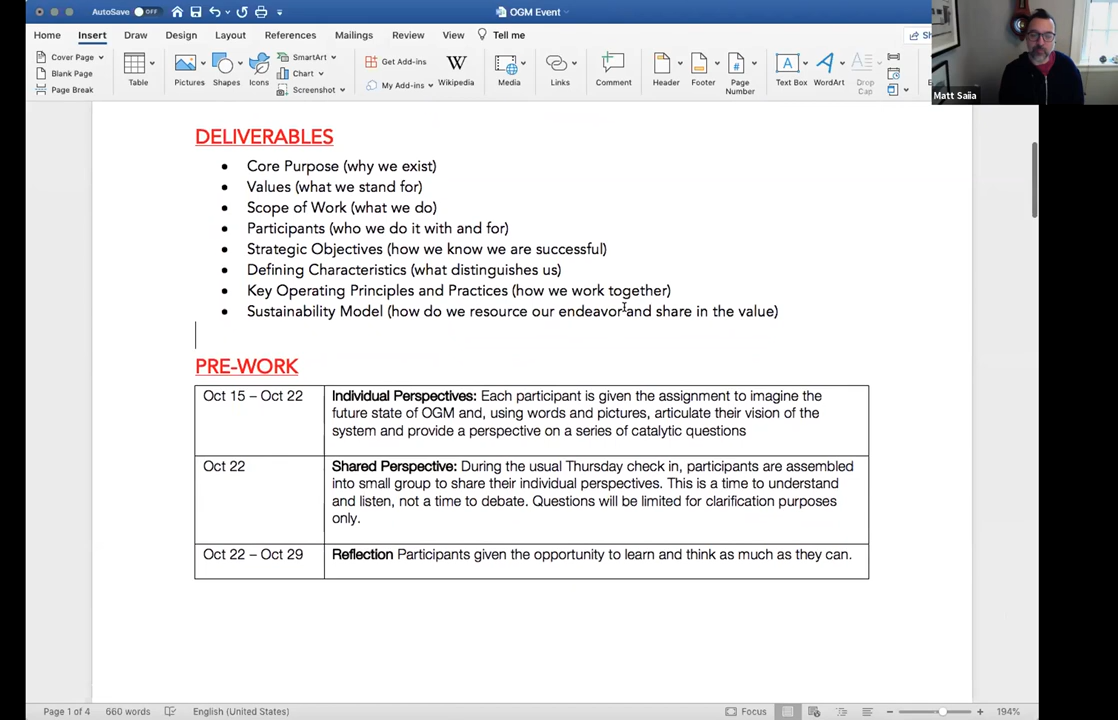 AutoSave OFF OGM Event
Home Insert Draw Design Layout References Mailings Review View Tell me Sh
Cover Page
Blank Page
Page Break
Table
Pictures
Shapes
Icons
SmartArt
Chart
Screenshot
Get Add-ins
My Add-ins
Wikipedia
Media
Links
Comment
Header
Footer
Page Number
Text Box
WordArt
Drop Cap
Matt Saiia
DELIVERABLES
• Core Purpose (why we exist)
• Values (what we stand for)
• Scope of Work (what we do)
• Participants (who we do it with and for)
• Strategic Objectives (how we know we are successful)
• Defining Characteristics (what distinguishes us)
• Key Operating Principles and Practices (how we work together)
• Sustainability Model (how do we resource our endeavor and share in the value)
PRE-WORK
Oct 15 – Oct 22
Individual Perspectives: Each participant is given the assignment to imagine the
future state of OGM and, using words and pictures, articulate their vision of the
system and provide a perspective on a series of catalytic questions
Oct 22
Shared Perspective: During the usual Thursday check in, participants are assembled
into small group to share their individual perspectives. This is a time to understand
and listen, not a time to debate. Questions will be limited for clarification purposes
only.
Oct 22 – Oct 29
Reflection Participants given the opportunity to learn and think as much as they can.
Page 1 of 4 660 words English (United States) Focus 194%